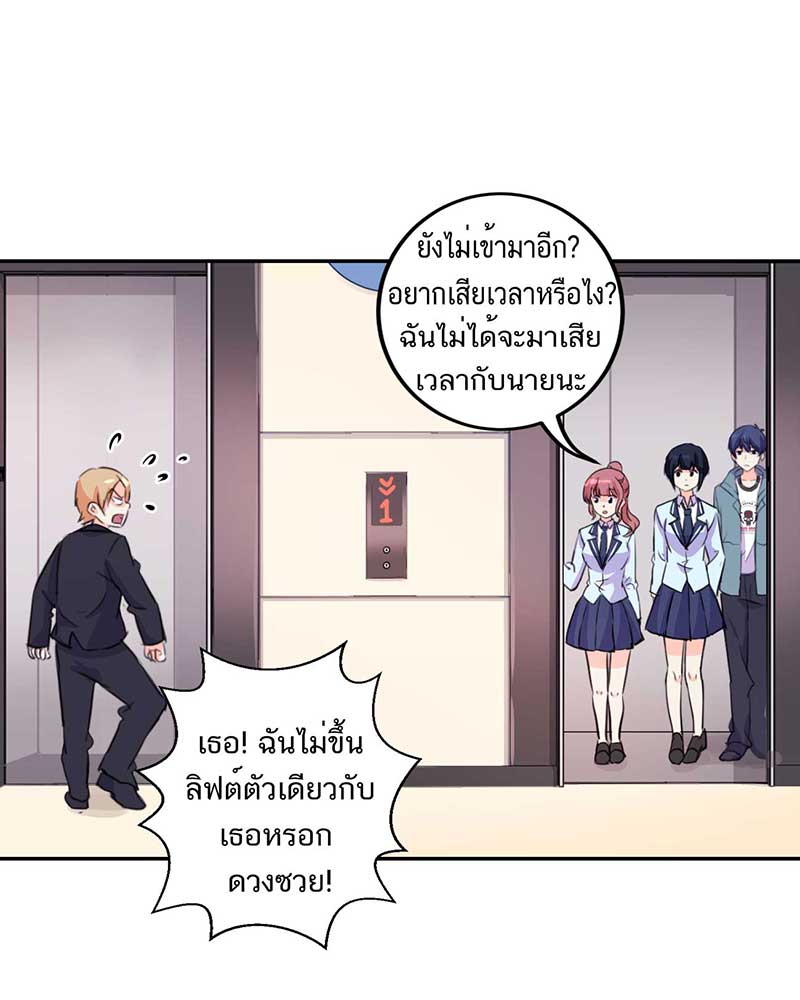 ยังไม่เข้ามาอีก?
อยากเสียเวลาหรือไง?
ฉันไม่ได้จะมาเสีย
เวลากับนายนะ
1
เธอ! ฉันไม่ขึ้น
ลิฟต์ตัวเดียวกับ
เธอหรอก
ดวงซวย!